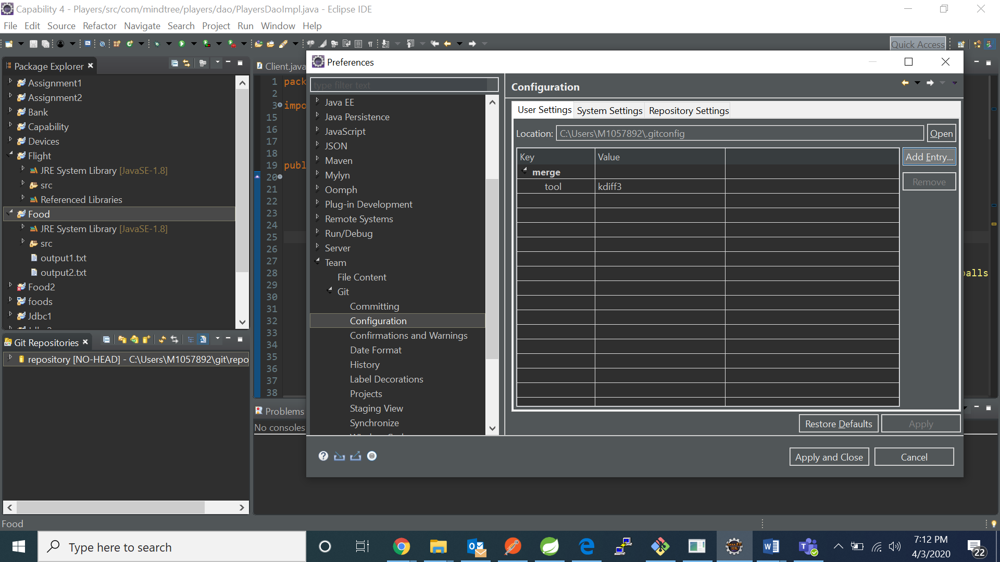 Capability 4 - Players/src/com/mindtree/players/dao/PlayersDaoImpl.java - Eclipse IDE
File Edit Source Refactor Navigate Search Project Run Window Help
Quick Access
Package Explorer
Assignment1
Assignment2
Bank
Capability
Devices
Flight
JRE System Library [JavaSE-1.8]
src
Referenced Libraries
Food
JRE System Library [JavaSE-1.8]
src
output1.txt
output2.txt
Food2
foods
Jdbc1
Git Repositories
repository [NO-HEAD] - C:\Users\M1057892\git\repo
Client.java
1 pack
2
3 impo
15
16
17
18
19 publ
20
21
22
23
24
25
26
27
28
29
30
31
32
33
34
35
36
37
38
balls
Problems
No consoles
Preferences
type filter text
Java EE
Java Persistence
JavaScript
JSON
Maven
Mylyn
Oomph
Plug-in Development
Remote Systems
Run/Debug
Server
Team
File Content
Git
Committing
Configuration
Confirmations and Warnings
Date Format
History
Label Decorations
Projects
Staging View
Synchronize
Configuration
User Settings System Settings Repository Settings
Location: C:\Users\M1057892\.gitconfig Open
Key Value Add Entry...
merge
tool kdiff3
Remove
Restore Defaults Apply
Apply and Close Cancel
Food
Type here to search
7:12 PM
4/3/2020
22